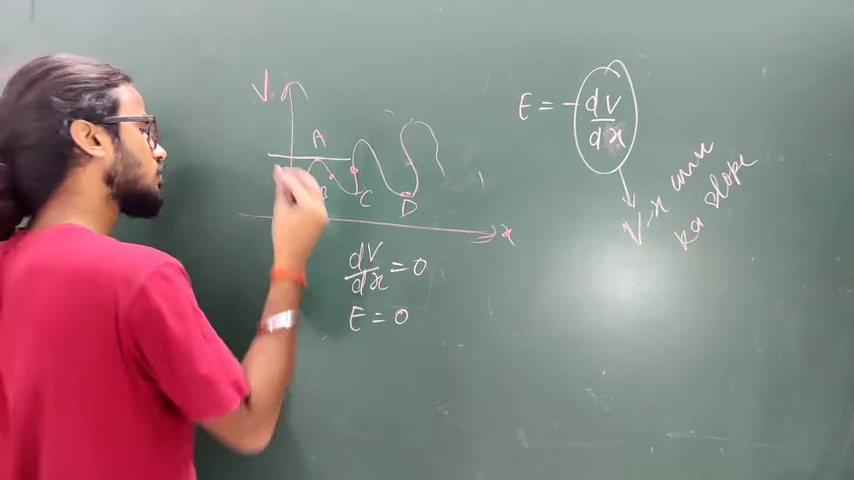 V
A
B
C
D
x
dV/dx = 0
E = 0
E = - dV/dx
V-x curve
ka slope